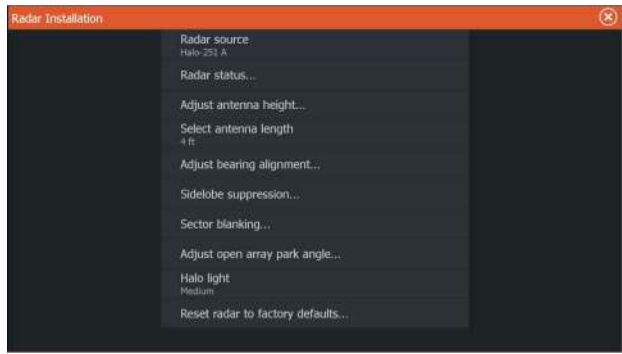 Radar Installation
Radar source
Halo-251 A
Radar status...
Adjust antenna height...
Select antenna length
4 ft
Adjust bearing alignment...
Sidelobe suppression...
Sector blanking...
Adjust open array park angle...
Halo light
Medium
Reset radar to factory defaults...